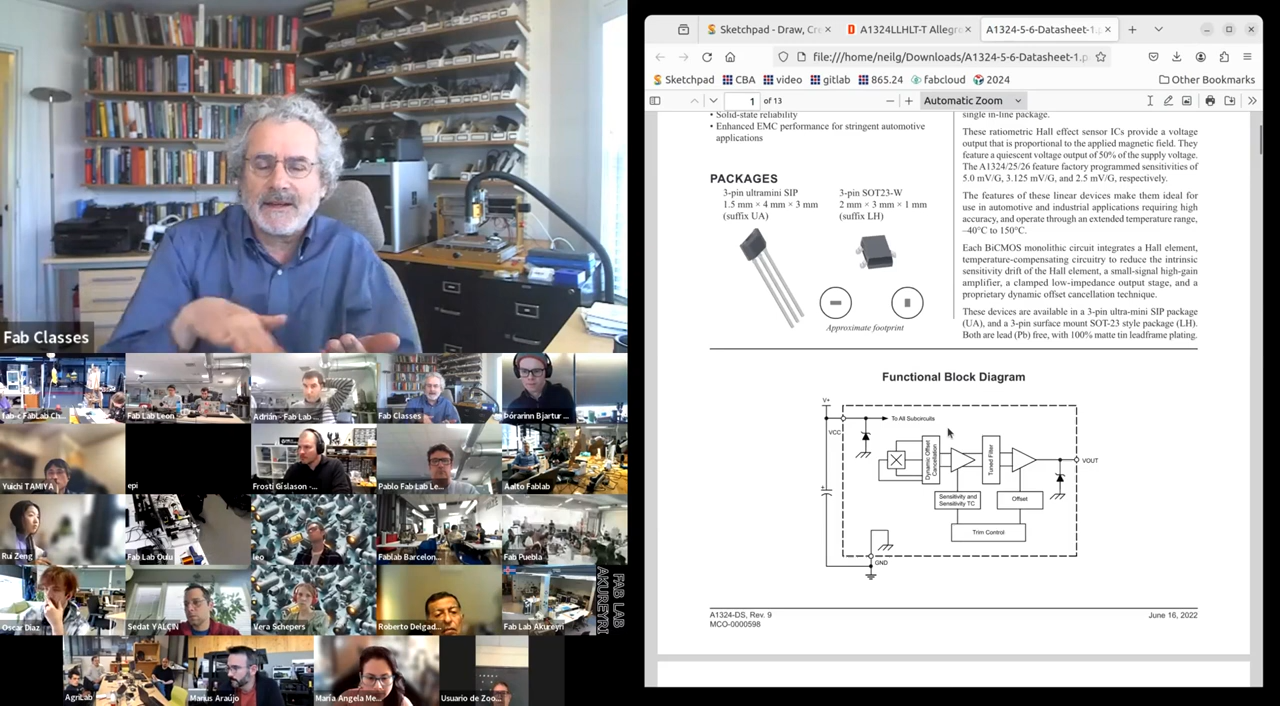 Fab Classes
Fab Lab Leon
Adrián - Fab Lab ...
Fab Classes
Þórarinn Bjartur ...
Yuichi TAMIYA
epi
Frosti Gíslason -...
Pablo Fab Lab Le...
Aalto Fablab
Rui Zeng
Fab Lab Oulu
leo
Fablab Barcelon...
Fab Puebla
Oscar Diaz
Sedat YALÇIN
Vera Schepers
Roberto Delgad...
Fab Lab Akureyri
FAB LAB
AKUREYRI
AgriLab
Marius Araújo
María Angela Me...
Usuario de Zoo...
Sketchpad - Draw, Cr
A1324LLHLT-T Allegr
A1324-5-6-Datasheet-1.p
file:///home/neilg/Downloads/A1324-5-6-Datasheet-1.p
Sketchpad
CBA
video
gitlab
865.24
fabcloud
2024
Other Bookmarks
1 of 13
Automatic Zoom
• Solid-state reliability
• Enhanced EMC performance for stringent automotive
applications
PACKAGES
3-pin ultramini SIP
1.5 mm × 4 mm × 3 mm
(suffix UA)
3-pin SOT23-W
2 mm × 3 mm × 1 mm
(suffix LH)
Approximate footprint
single in-line package.
These ratiometric Hall effect sensor ICs provide a voltage
output that is proportional to the applied magnetic field. They
feature a quiescent voltage output of 50% of the supply voltage.
The A1324/25/26 feature factory programmed sensitivities of
5.0 mV/G, 3.125 mV/G, and 2.5 mV/G, respectively.
The features of these linear devices make them ideal for
use in automotive and industrial applications requiring high
accuracy, and operate through an extended temperature range,
–40°C to 150°C.
Each BiCMOS monolithic circuit integrates a Hall element,
temperature-compensating circuitry to reduce the intrinsic
sensitivity drift of the Hall element, a small-signal high-gain
amplifier, a clamped low-impedance output stage, and a
proprietary dynamic offset cancellation technique.
These devices are available in a 3-pin ultra-mini SIP package
(UA), and a 3-pin surface mount SOT-23 style package (LH).
Both are lead (Pb) free, with 100% matte tin leadframe plating.
Functional Block Diagram
V+
To All Subcircuits
VCC
Dynamic Offset
Cancellation
Tuned Filter
VOUT
Sensitivity and
Sensitivity TC
Offset
Trim Control
GND
A1324-DS, Rev. 9
MCO-0000598
June 16, 2022